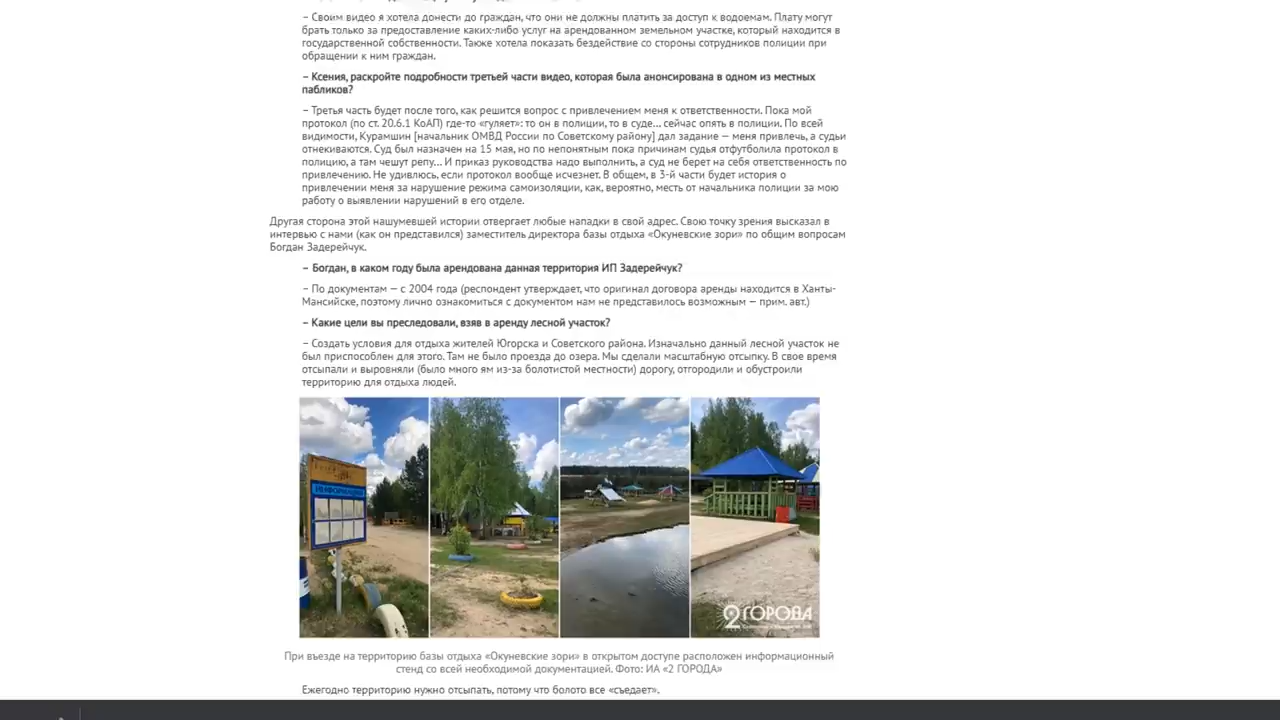 – Своим видео я хотела донести до граждан, что они не должны платить за доступ к водоемам. Плату могут
брать только за предоставление каких-либо услуг на арендованном земельном участке, который находится в
государственной собственности. Также хотела показать бездействие со стороны сотрудников полиции при
обращении к ним граждан.
– Ксения, раскройте подробности третьей части видео, которая была анонсирована в одном из местных
пабликов?
– Третья часть будет после того, как решится вопрос с привлечением меня к ответственности. Пока мой
протокол (по ст. 20.6.1 КоАП) где-то «гуляет»: то он в полиции, то в суде... сейчас опять в полиции. По всей
видимости, Курамшин [начальник ОМВД России по Советскому району] дал задание — меня привлечь, а судьи
отнекиваются. Суд был назначен на 15 мая, но по непонятным пока причинам судья отфутболила протокол в
полицию, а там чешут репу... И приказ руководства надо выполнить, а суд не берет на себя ответственность по
привлечению. Не удивлюсь, если протокол вообще исчезнет. В общем, в 3-й части будет история о
привлечении меня за нарушение режима самоизоляции, как, вероятно, месть от начальника полиции за мою
работу о выявлении нарушений в его отделе.
Другая сторона этой нашумевшей истории отвергает любые нападки в свой адрес. Свою точку зрения высказал в
интервью с нами (как он представился) заместитель директора базы отдыха «Окуневские зори» по общим вопросам
Богдан Задерейчук.
– Богдан, в каком году была арендована данная территория ИП Задерейчук?
– По документам — с 2004 года (респондент утверждает, что оригинал договора аренды находится в Ханты-
Мансийске, поэтому лично ознакомиться с документом нам не представилось возможным — прим. авт.)
– Какие цели вы преследовали, взяв в аренду лесной участок?
– Создать условия для отдыха жителей Югорска и Советского района. Изначально данный лесной участок не
был приспособлен для этого. Там не было проезда до озера. Мы сделали масштабную отсыпку. В свое время
отсыпали и выровняли (было много ям из-за болотистой местности) дорогу, отгородили и обустроили
территорию для отдыха людей.
2 ГОРОДА
При въезде на территорию базы отдыха «Окуневские зори» в открытом доступе расположен информационный
стенд со всей необходимой документацией. Фото: ИА «2 ГОРОДА»
Ежегодно территорию нужно отсыпать, потому что болото все «съедает».